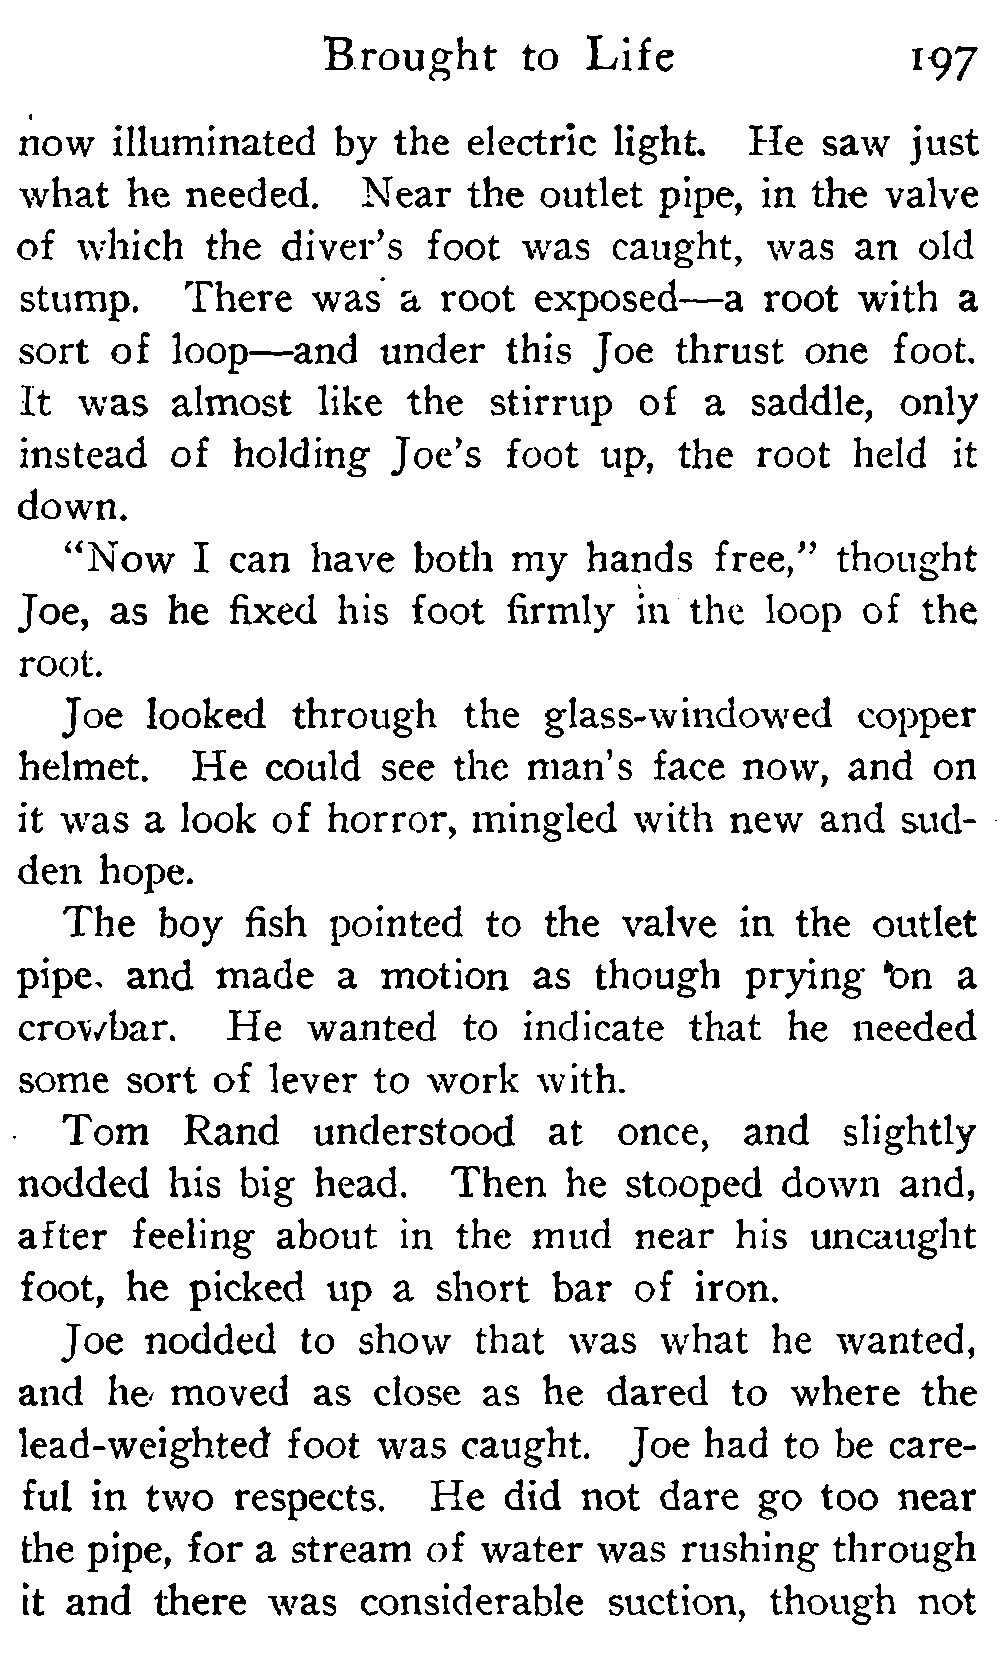 Brought to Life 197
now illuminated by the electric light. He saw just
what he needed. Near the outlet pipe, in the valve
of which the diver's foot was caught, was an old
stump. There was a root exposed—a root with a
sort of loop—and under this Joe thrust one foot.
It was almost like the stirrup of a saddle, only
instead of holding Joe's foot up, the root held it
down.
"Now I can have both my hands free," thought
Joe, as he fixed his foot firmly in the loop of the
root.
Joe looked through the glass-windowed copper
helmet. He could see the man's face now, and on
it was a look of horror, mingled with new and sud-
den hope.
The boy fish pointed to the valve in the outlet
pipe, and made a motion as though prying on a
crowbar. He wanted to indicate that he needed
some sort of lever to work with.
Tom Rand understood at once, and slightly
nodded his big head. Then he stooped down and,
after feeling about in the mud near his uncaught
foot, he picked up a short bar of iron.
Joe nodded to show that was what he wanted,
and he moved as close as he dared to where the
lead-weighted foot was caught. Joe had to be care-
ful in two respects. He did not dare go too near
the pipe, for a stream of water was rushing through
it and there was considerable suction, though not